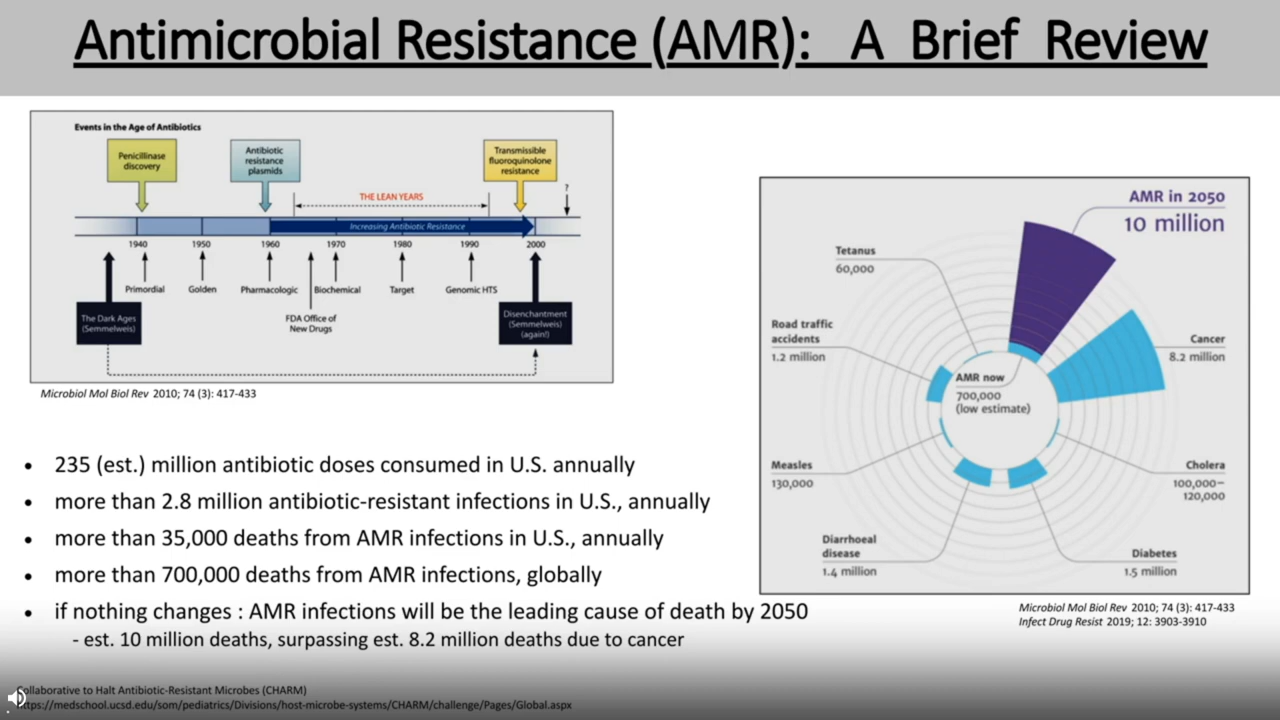 Antimicrobial Resistance (AMR): A Brief Review
Events in the Age of Antibiotics
Penicillinase
discovery
Antibiotic
resistance
plasmids
Transmissible
fluoroquinolone
resistance
?
THE LEAN YEARS
Increasing Antibiotic Resistance
1940 1950 1960 1970 1980 1990 2000
Primordial Golden Pharmacologic Biochemical Target Genomic HTS
The Dark Ages
(Semmelweis)
FDA Office of
New Drugs
Disenchantment
(Semmelweis)
(again!)
Microbiol Mol Biol Rev 2010; 74 (3): 417-433
235 (est.) million antibiotic doses consumed in U.S. annually
more than 2.8 million antibiotic-resistant infections in U.S., annually
more than 35,000 deaths from AMR infections in U.S., annually
more than 700,000 deaths from AMR infections, globally
if nothing changes : AMR infections will be the leading cause of death by 2050
- est. 10 million deaths, surpassing est. 8.2 million deaths due to cancer
AMR in 2050
10 million
Tetanus
60,000
Road traffic
accidents
1.2 million
Cancer
8.2 million
AMR now
700,000
(low estimate)
Measles
130,000
Cholera
100,000–
120,000
Diarrhoeal
disease
1.4 million
Diabetes
1.5 million
Microbiol Mol Biol Rev 2010; 74 (3): 417-433
Infect Drug Resist 2019; 12: 3903-3910
Collaborative to Halt Antibiotic-Resistant Microbes (CHARM)
https://medschool.ucsd.edu/som/pediatrics/Divisions/host-microbe-systems/CHARM/challenge/Pages/Global.aspx